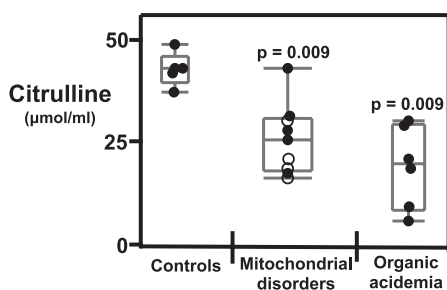 50
p = 0.009
p = 0.009
Citrulline
(μmol/ml)
25
0
Controls
Mitochondrial
disorders
Organic
acidemia